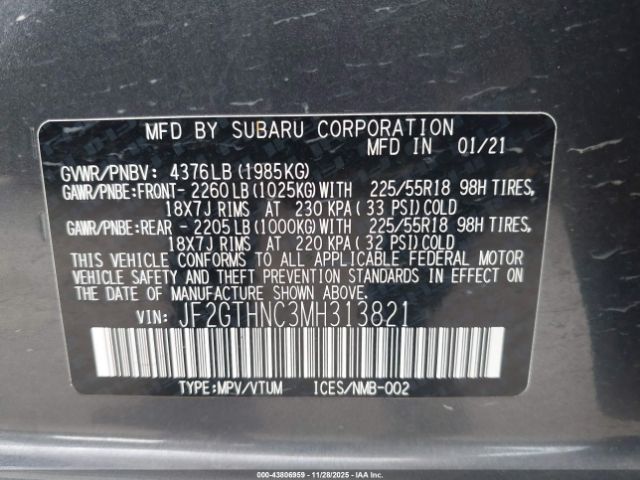 MFD BY SUBARU CORPORATION
MFD IN 01/21
GVWR/PNBV: 4376LB (1985KG)
GAWR/PNBE:FRONT- 2260 LB (1025KG) WITH 225/55R18 98H TIRES,
18X7J RIMS AT 230 KPA (33 PSI) COLD
GAWR/PNBE:REAR - 2205 LB (1000KG) WITH 225/55R18 98H TIRES,
18X7J RIMS AT 220 KPA (32 PSI) COLD
THIS VEHICLE CONFORMS TO ALL APPLICABLE FEDERAL MOTOR
VEHICLE SAFETY AND THEFT PREVENTION STANDARDS IN EFFECT ON
THE DATE OF MANUFACTURE SHOWN ABOVE.
VIN: JF2GTHNC3MH313821
TYPE:MPV/VTUM ICES/NMB-002
000-43806959 - 11/28/2025 - IAAI.COM